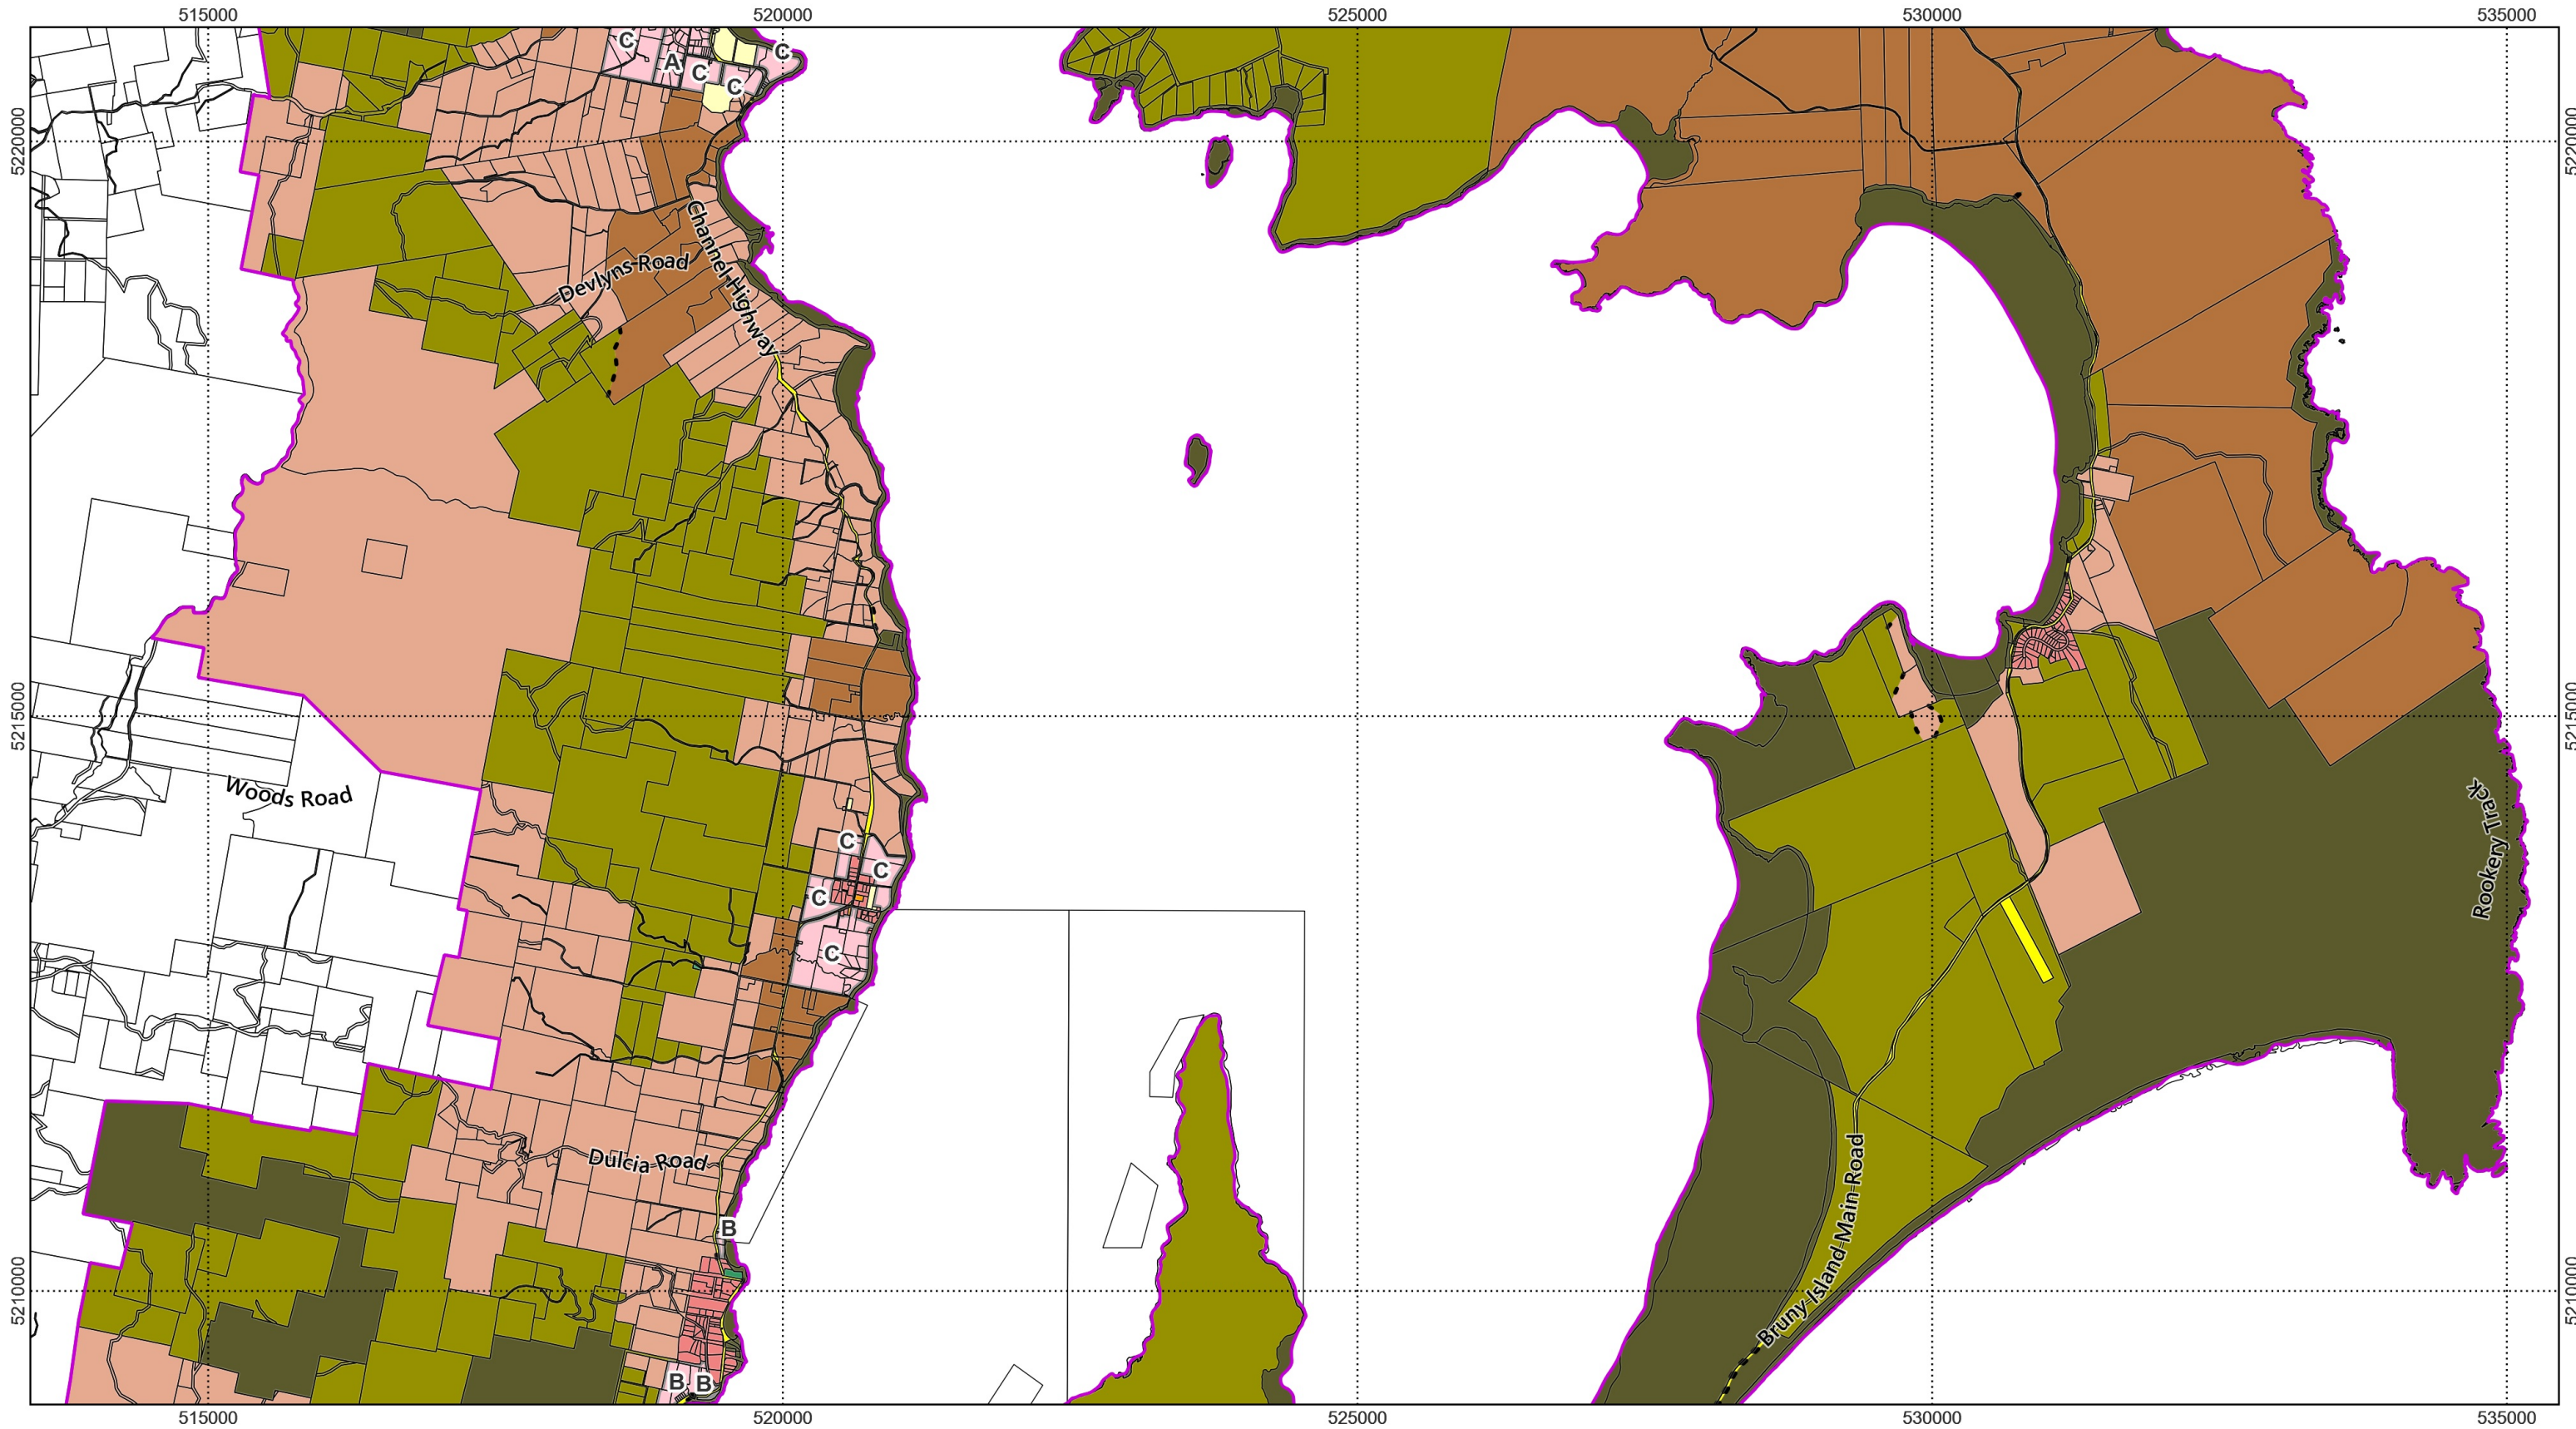 515000
520000
525000
530000
535000
C
C
A
C
C
5220000
5220000
Channel Highway
Devlyns Road
5215000
5215000
Woods Road
Rookery Track
C
C
C
C
Bruny Island Main Road
Dulcia Road
B
5210000
5210000
B
B
515000
520000
525000
530000
535000